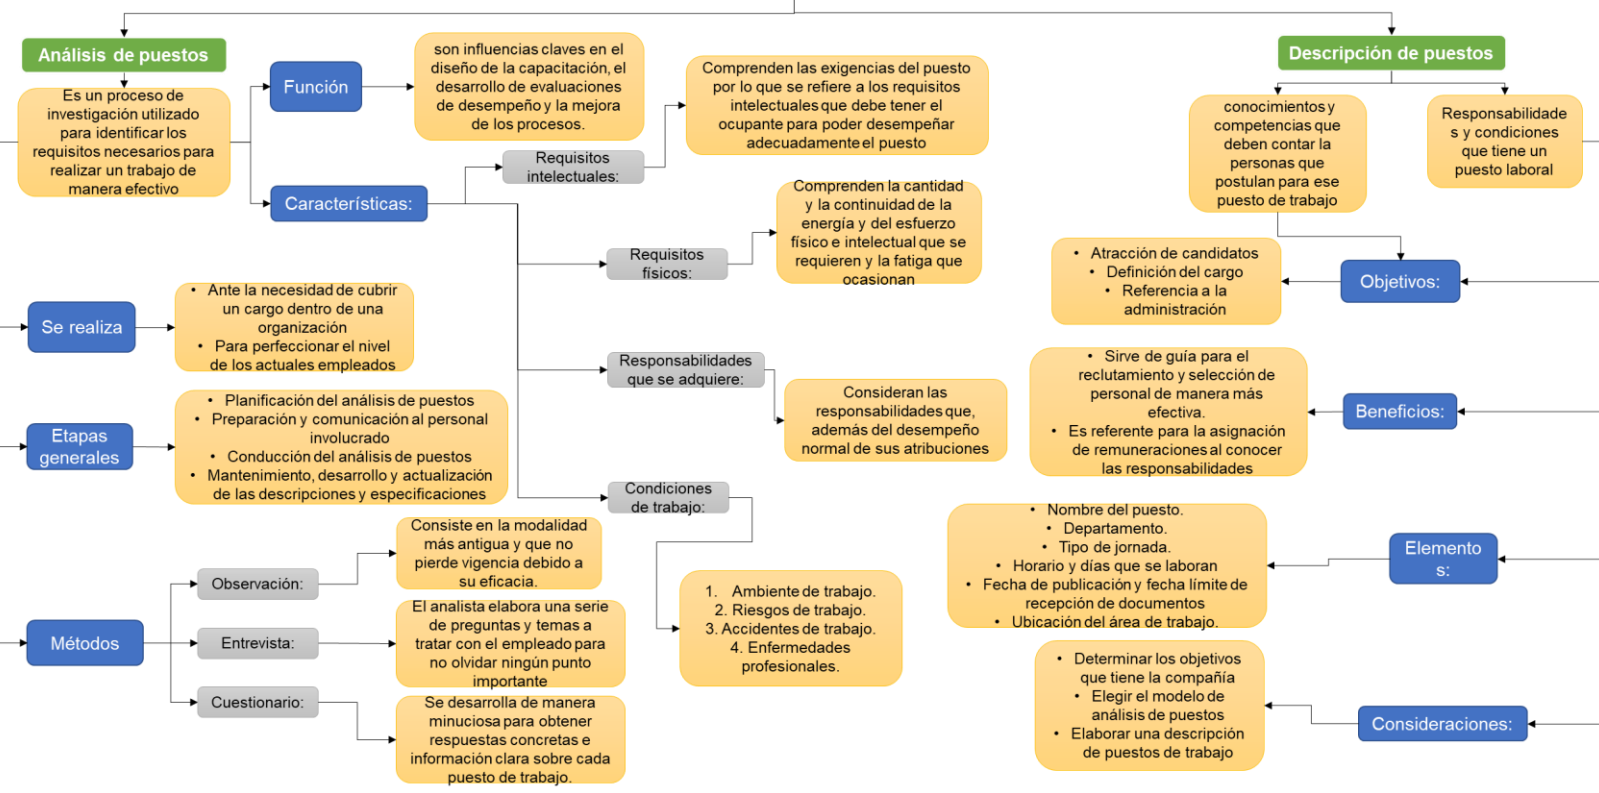 Análisis de puestos
Es un proceso de
investigación utilizado
para identificar los
requisitos necesarios para
realizar un trabajo de
manera efectivo
Función
son influencias claves en el
diseño de la capacitación, el
desarrollo de evaluaciones
de desempeño y la mejora
de los procesos.
Características:
Requisitos
intelectuales:
Comprenden las exigencias del puesto
por lo que se refiere a los requisitos
intelectuales que debe tener el
ocupante para poder desempeñar
adecuadamente el puesto
Requisitos
físicos:
Comprenden la cantidad
y la continuidad de la
energía y del esfuerzo
físico e intelectual que se
requieren y la fatiga que
ocasionan
Responsabilidades
que se adquiere:
Consideran las
responsabilidades que,
además del desempeño
normal de sus atribuciones
Condiciones
de trabajo:
1. Ambiente de trabajo.
2. Riesgos de trabajo.
3. Accidentes de trabajo.
4. Enfermedades
profesionales.
Se realiza
• Ante la necesidad de cubrir
un cargo dentro de una
organización
• Para perfeccionar el nivel
de los actuales empleados
Etapas
generales
• Planificación del análisis de puestos
• Preparación y comunicación al personal
involucrado
• Conducción del análisis de puestos
• Mantenimiento, desarrollo y actualización
de las descripciones y especificaciones
Métodos
Observación:
Consiste en la modalidad
más antigua y que no
pierde vigencia debido a
su eficacia.
Entrevista:
El analista elabora una serie
de preguntas y temas a
tratar con el empleado para
no olvidar ningún punto
importante
Cuestionario:
Se desarrolla de manera
minuciosa para obtener
respuestas concretas e
información clara sobre cada
puesto de trabajo.
Descripción de puestos
conocimientos y
competencias que
deben contar la
personas que
postulan para ese
puesto de trabajo
Responsabilidade
s y condiciones
que tiene un
puesto laboral
Objetivos:
• Atracción de candidatos
• Definición del cargo
• Referencia a la
administración
Beneficios:
• Sirve de guía para el
reclutamiento y selección de
personal de manera más
efectiva.
• Es referente para la asignación
de remuneraciones al conocer
las responsabilidades
Elemento
s:
• Nombre del puesto.
• Departamento.
• Tipo de jornada.
• Horario y días que se laboran
• Fecha de publicación y fecha límite de
recepción de documentos
• Ubicación del área de trabajo.
Consideraciones:
• Determinar los objetivos
que tiene la compañía
• Elegir el modelo de
análisis de puestos
• Elaborar una descripción
de puestos de trabajo